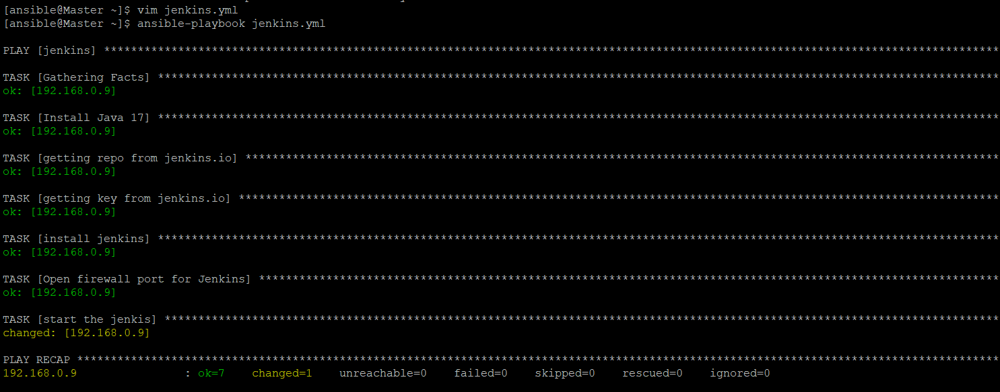 [ansible@Master ~]$ vim jenkins.yml
[ansible@Master ~]$ ansible-playbook jenkins.yml
PLAY [jenkins] *************************************************************************************************************************************
TASK [Gathering Facts] *****************************************************************************************************************************
ok: [192.168.0.9]
TASK [Install Java 17] *****************************************************************************************************************************
ok: [192.168.0.9]
TASK [getting repo from jenkins.io] ****************************************************************************************************************
ok: [192.168.0.9]
TASK [getting key from jenkins.io] *****************************************************************************************************************
ok: [192.168.0.9]
TASK [install jenkins] *****************************************************************************************************************************
ok: [192.168.0.9]
TASK [Open firewall port for Jenkins] **************************************************************************************************************
ok: [192.168.0.9]
TASK [start the jenkis] ****************************************************************************************************************************
changed: [192.168.0.9]
PLAY RECAP *****************************************************************************************************************************************
192.168.0.9                : ok=7    changed=1    unreachable=0    failed=0    skipped=0    rescued=0    ignored=0